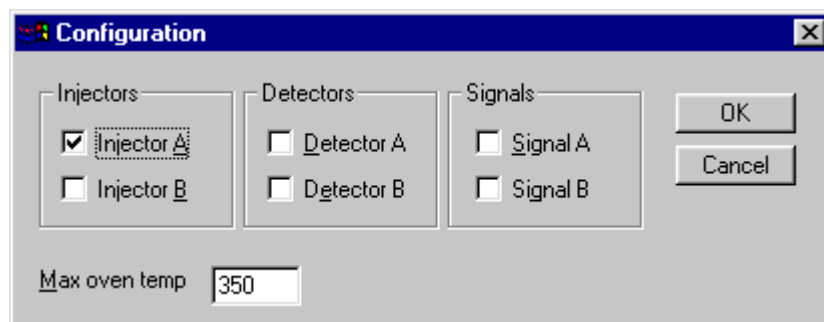 Configuration
Injectors
Injector A
Injector B
Detectors
Detector A
Detector B
Signals
Signal A
Signal B
OK
Cancel
Max oven temp 350